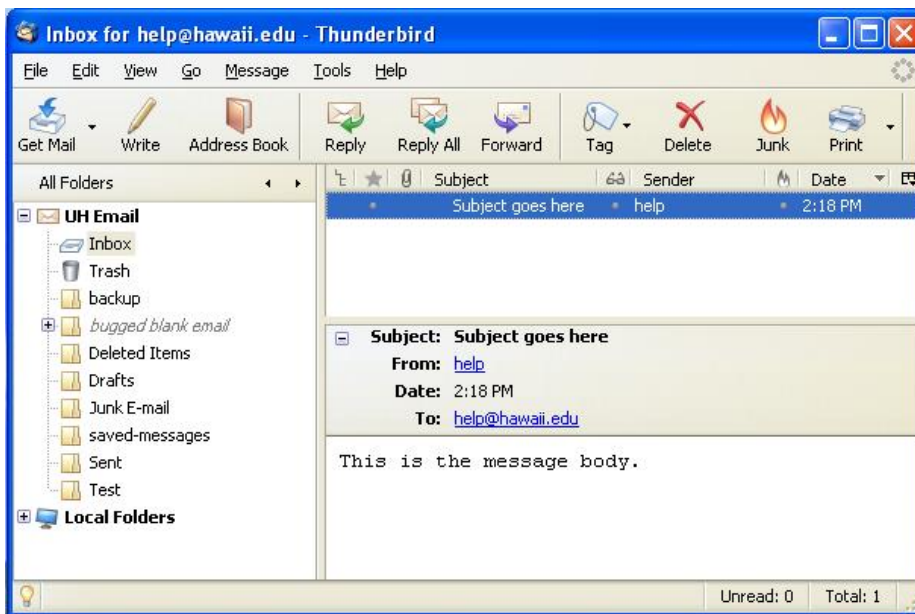 Inbox for help@hawaii.edu - Thunderbird
File Edit View Go Message Tools Help
Get Mail Write Address Book Reply Reply All Forward Tag Delete Junk Print
All Folders
Subject Sender Date
Subject goes here help 2:18 PM
UH Email
Inbox
Trash
backup
bugged blank email
Deleted Items
Drafts
Junk E-mail
saved-messages
Sent
Test
Local Folders
Subject: Subject goes here
From: help
Date: 2:18 PM
To: help@hawaii.edu
This is the message body.
Unread: 0 Total: 1